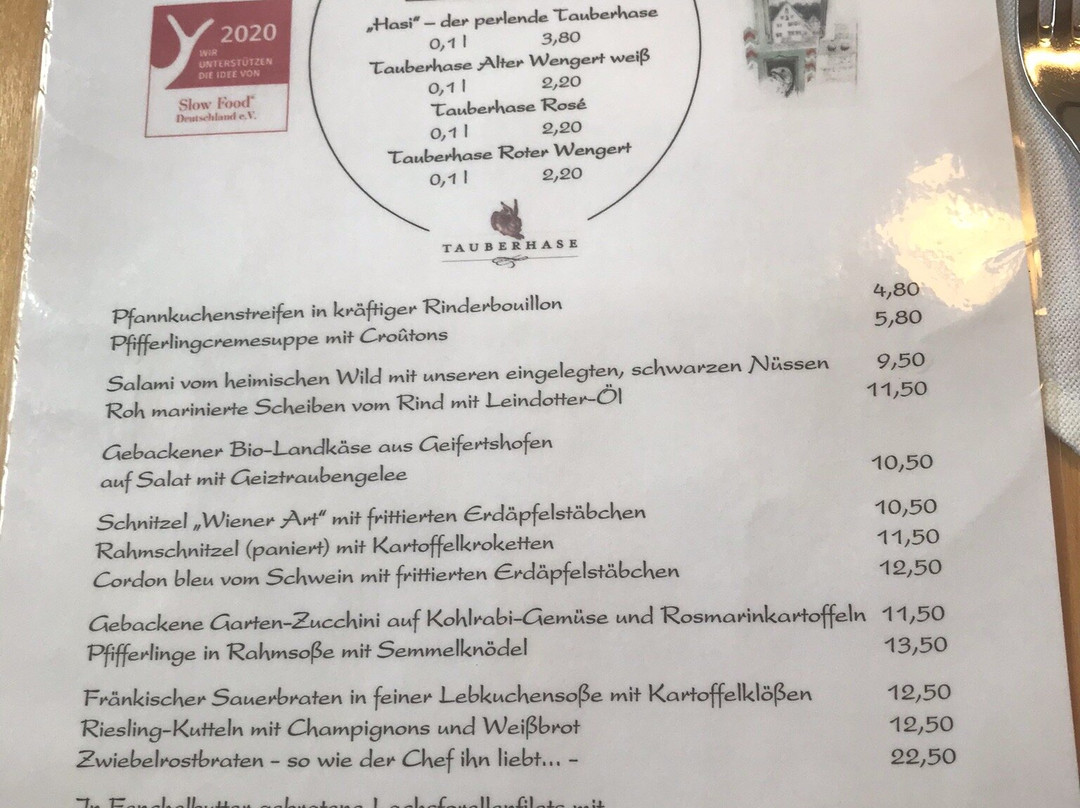 2020
WIR
UNTERSTÜTZEN
DIE IDEE VON
Slow Food®
Deutschland e.V.
„Hasi“ – der perlende Tauberhase
0,1 l 3,80
Tauberhase Alter Wengert weiß
0,1 l 2,20
Tauberhase Rosé
0,1 l 2,20
Tauberhase Roter Wengert
0,1 l 2,20
TAUBERHASE
Pfannkuchenstreifen in kräftiger Rinderbouillon 4,80
Pfifferlingcremesuppe mit Croûtons 5,80
Salami vom heimischen Wild mit unseren eingelegten, schwarzen Nüssen 9,50
Roh marinierte Scheiben vom Rind mit Leindotter-Öl 11,50
Gebackener Bio-Landkäse aus Geifertshofen
auf Salat mit Geiztraubengelee 10,50
Schnitzel „Wiener Art“ mit frittierten Erdäpfelstäbchen 10,50
Rahmschnitzel (paniert) mit Kartoffelkroketten 11,50
Cordon bleu vom Schwein mit frittierten Erdäpfelstäbchen 12,50
Gebackene Garten-Zucchini auf Kohlrabi-Gemüse und Rosmarinkartoffeln 11,50
Pfifferlinge in Rahmsoße mit Semmelknödel 13,50
Fränkischer Sauerbraten in feiner Lebkuchensoße mit Kartoffelklößen 12,50
Riesling-Kutteln mit Champignons und Weißbrot 12,50
Zwiebelrostbraten - so wie der Chef ihn liebt... - 22,50
In Fenchelbutter gebratene Lachsforellenfilets mit